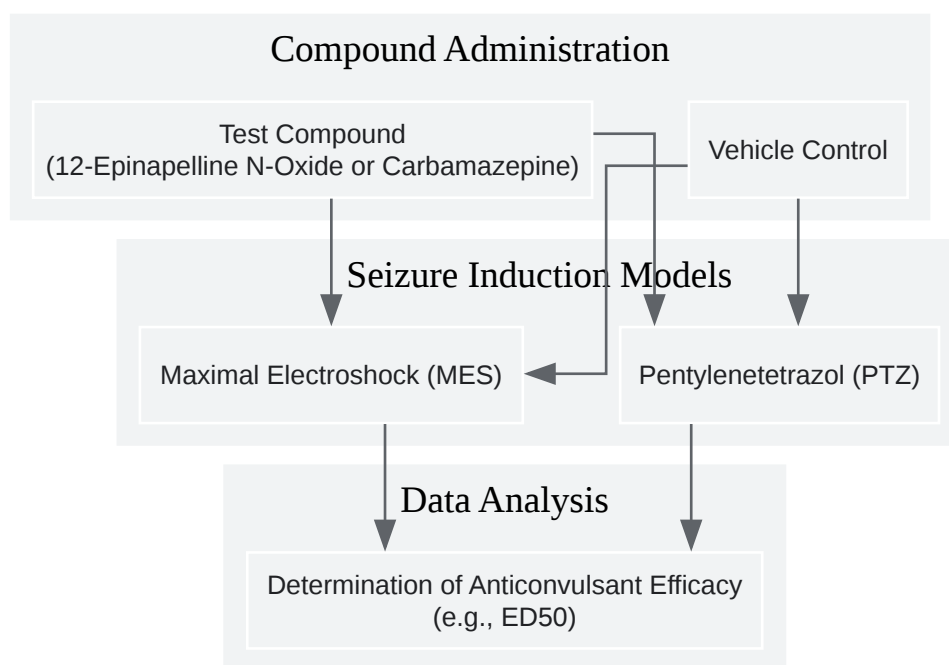 Compound Administration
Test Compound
(12-Epinapelline N-Oxide or Carbamazepine)
Vehicle Control
Seizure Induction Models
Maximal Electroshock (MES)
Pentylenetetrazol (PTZ)
Data Analysis
Determination of Anticonvulsant Efficacy
(e.g., ED50)